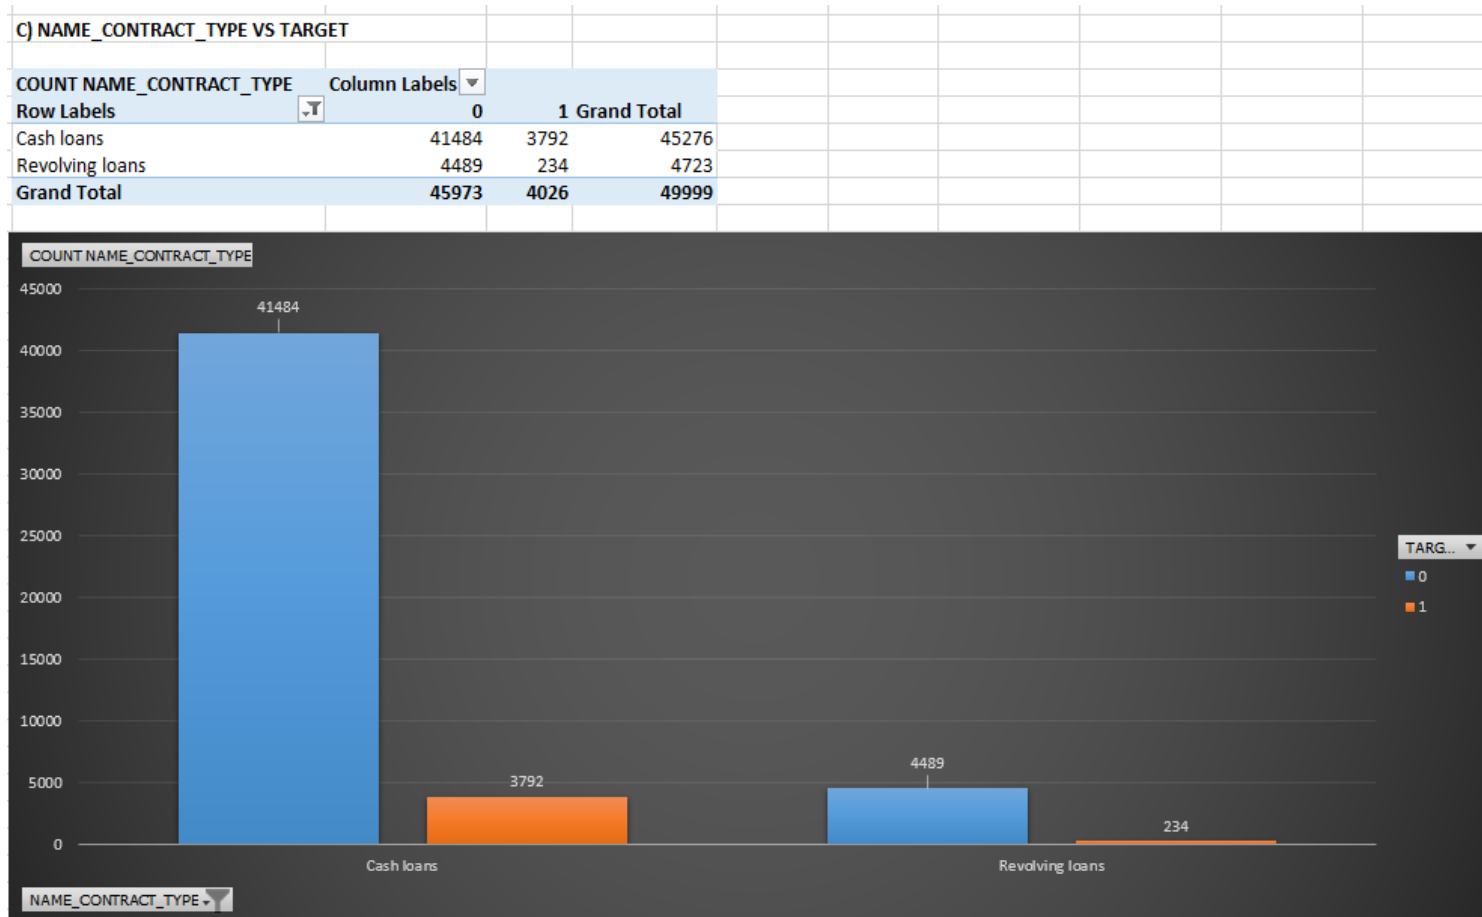 C) NAME_CONTRACT_TYPE VS TARGET
COUNT NAME_CONTRACT_TYPE Column Labels
Row Labels 0 1 Grand Total
Cash loans 41484 3792 45276
Revolving loans 4489 234 4723
Grand Total 45973 4026 49999
COUNT NAME_CONTRACT_TYPE
45000
41484
40000
35000
30000
25000
TARG...
0
20000
1
15000
10000
4489
5000
3792
234
0
Cash loans Revolving loans
NAME_CONTRACT_TYPE